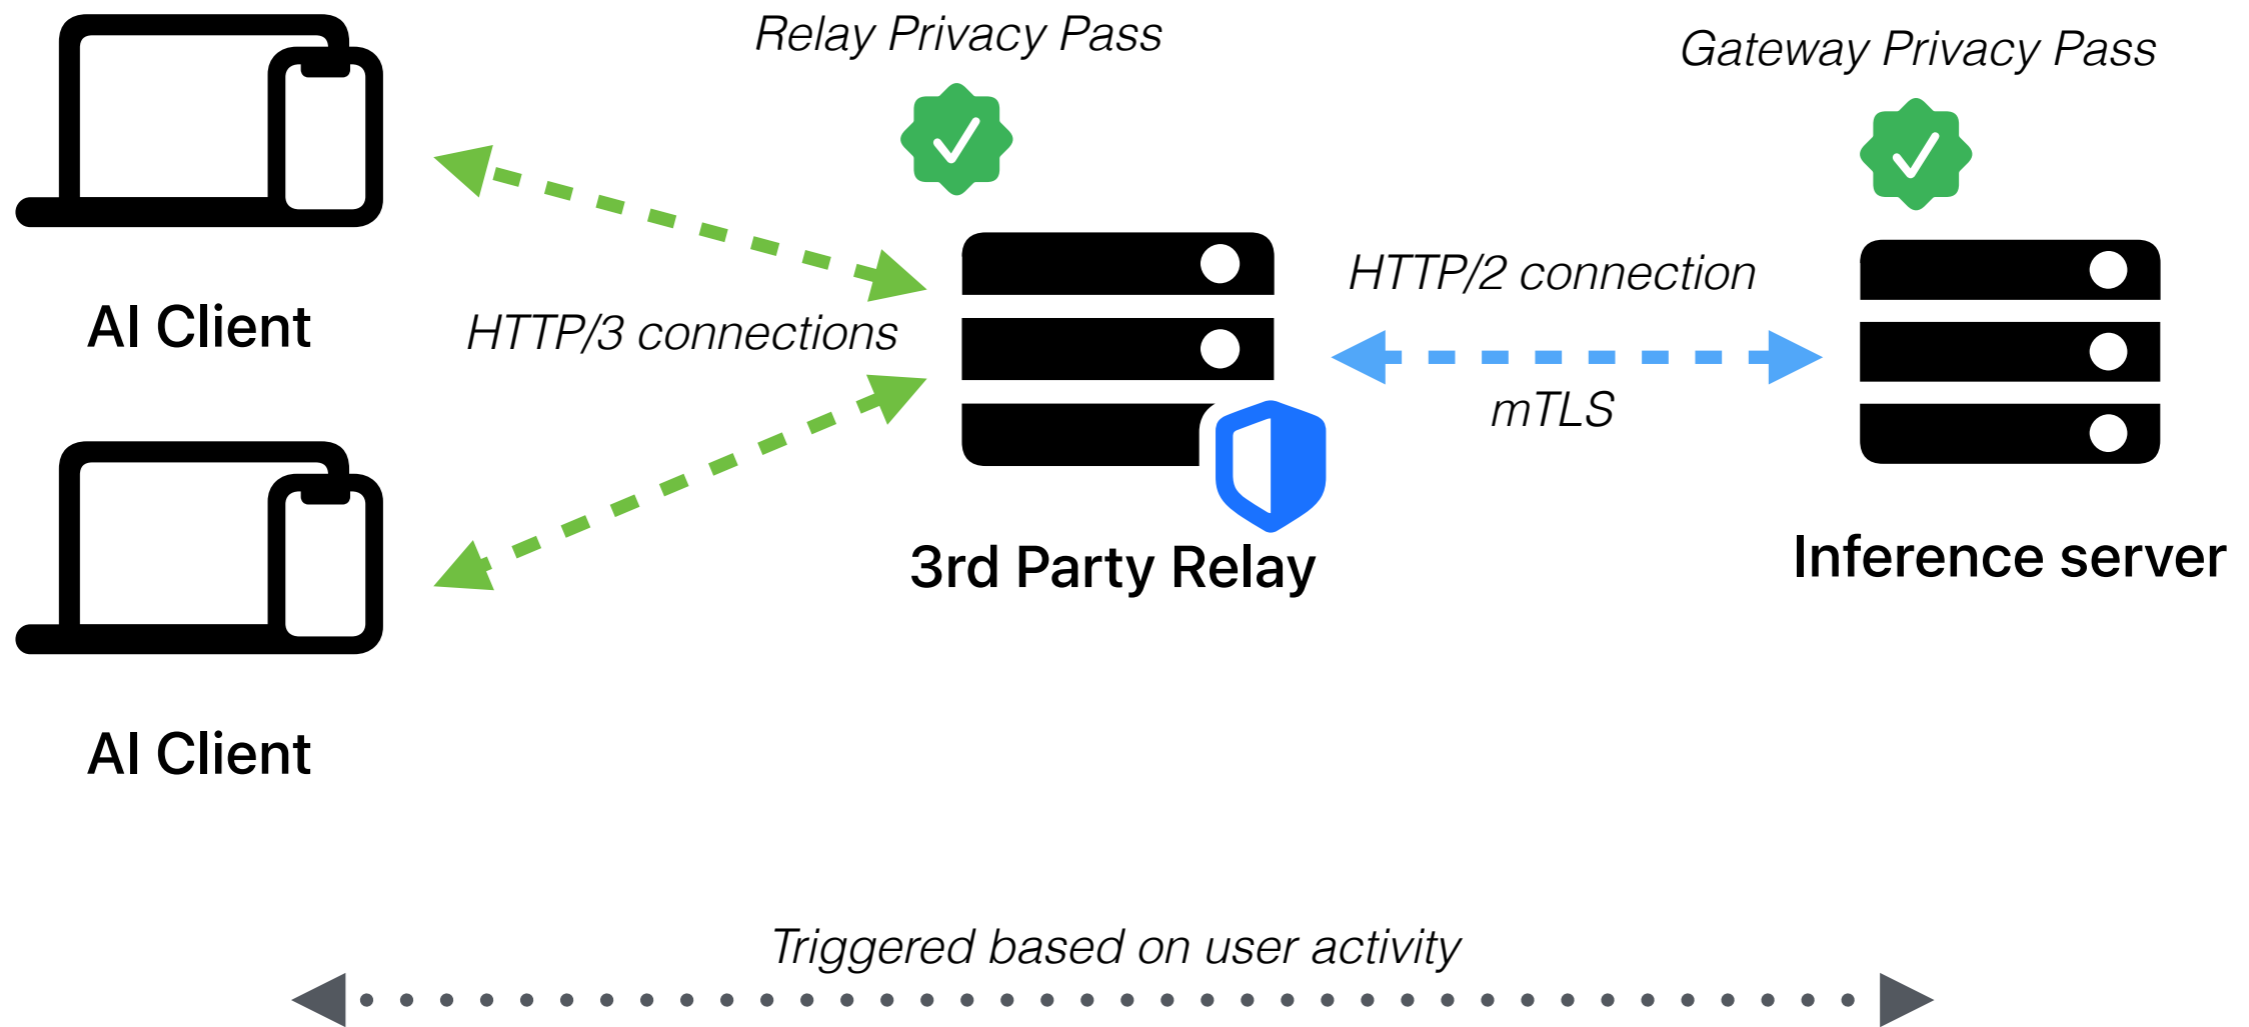 Relay Privacy Pass
Gateway Privacy Pass
HTTP/2 connection
AI Client
HTTP/3 connections
mTLS
3rd Party Relay
Inference server
AI Client
Triggered based on user activity